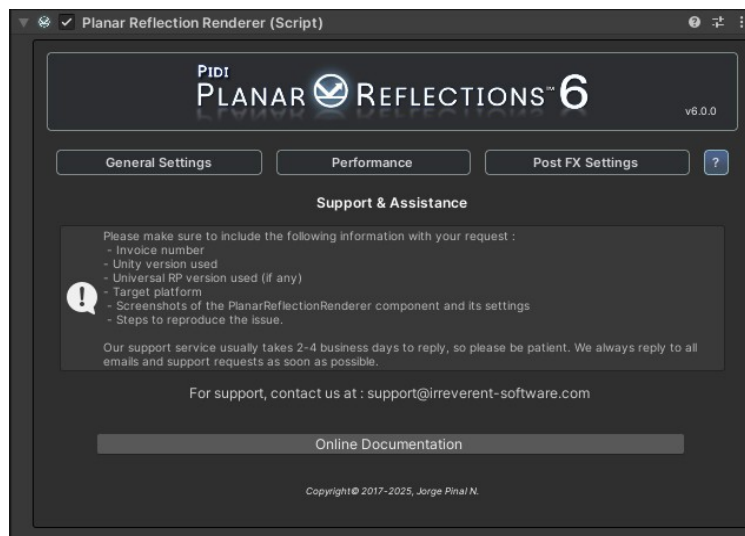 Planar Reflection Renderer (Script)
PIDI
PLANAR REFLECTIONS™ 6
v6.0.0
General Settings
Performance
Post FX Settings
?
Support & Assistance
Please make sure to include the following information with your request :
- Invoice number
- Unity version used
- Universal RP version used (if any)
- Target platform
- Screenshots of the PlanarReflectionRenderer component and its settings
- Steps to reproduce the issue.
Our support service usually takes 2-4 business days to reply, so please be patient. We always reply to all
emails and support requests as soon as possible.
For support, contact us at : support@irreverent-software.com
Online Documentation
Copyright© 2017-2025, Jorge Pinal N.